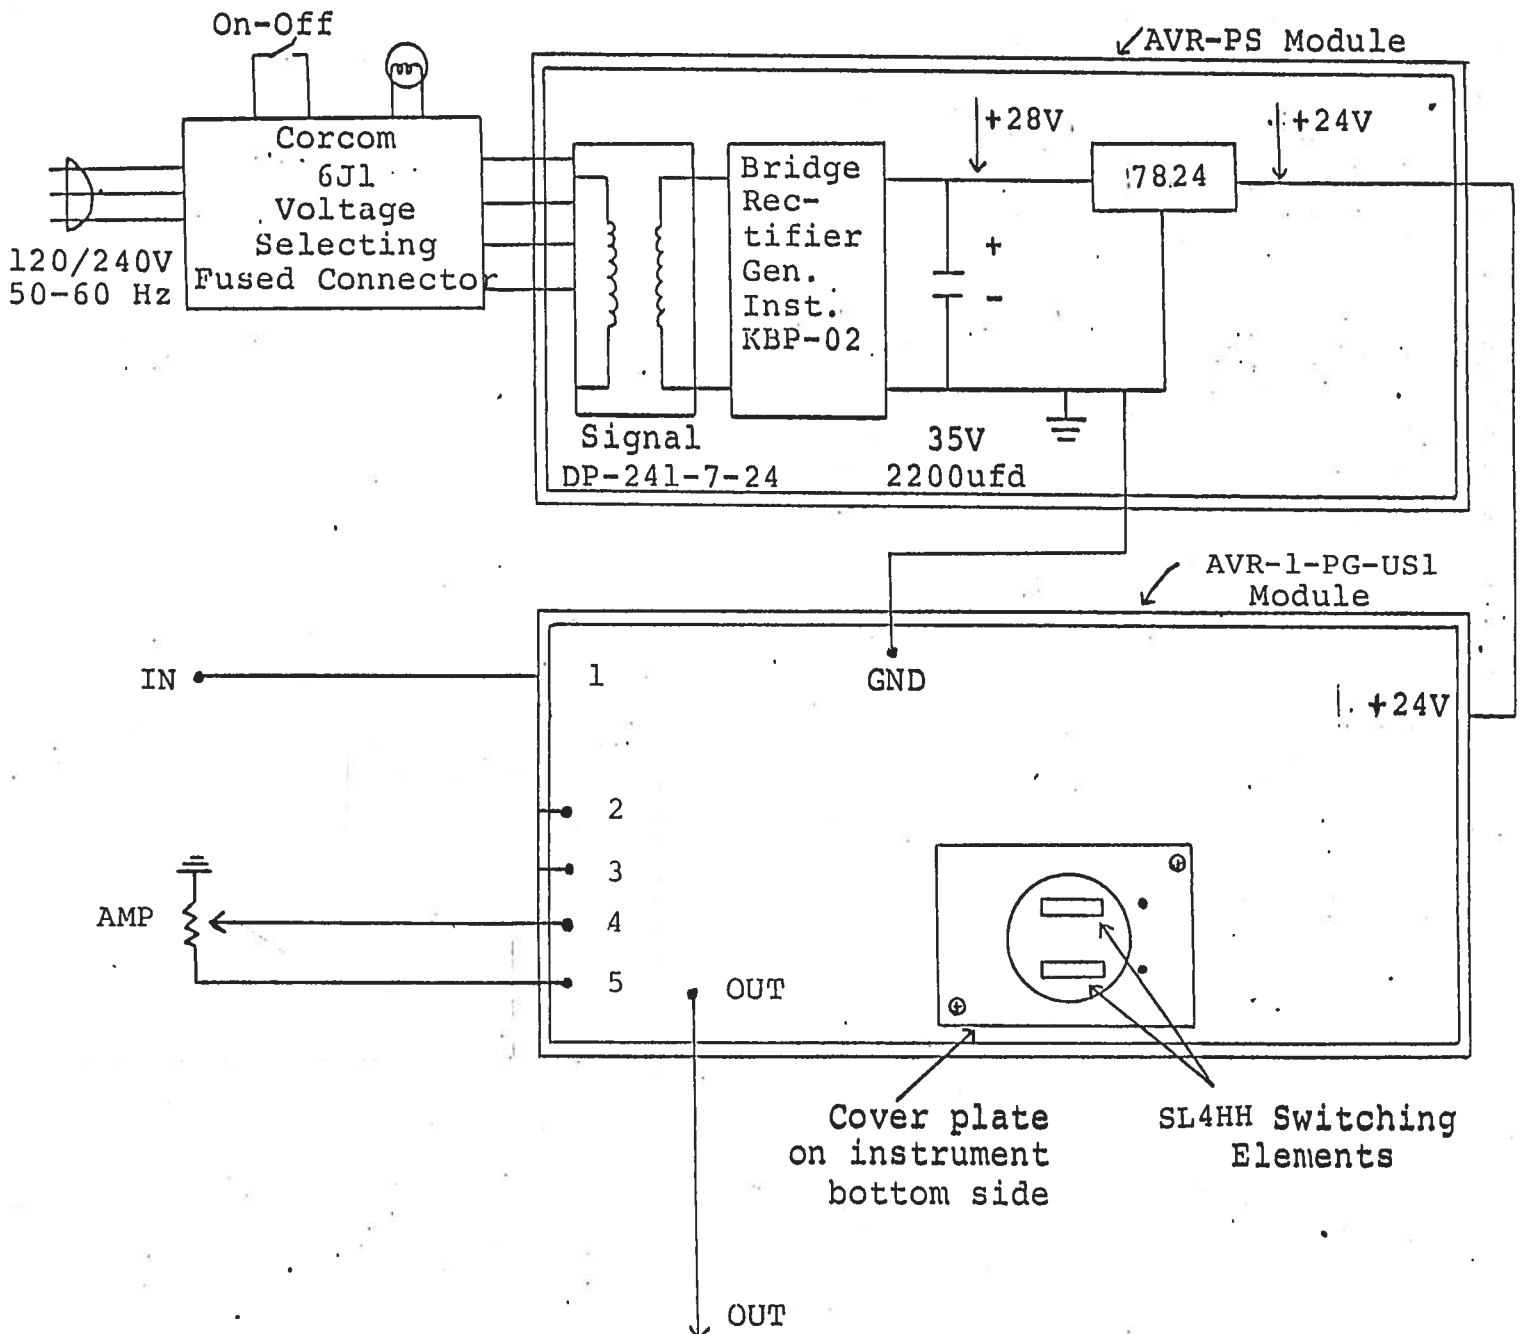 On-Off
AVR-PS Module
Corcom
6J1
Voltage
Selecting
Fused Connector
120/240V
50-60 Hz
Bridge
Rec-
tifier
Gen.
Inst.
KBP-02
+28V
7824
+24V
+
-
Signal
DP-241-7-24
35V
2200ufd
AVR-1-PG-US1
Module
IN
1
GND
+24V
2
3
AMP
4
5
OUT
Cover plate
on instrument
bottom side
SL4HH Switching
Elements
OUT